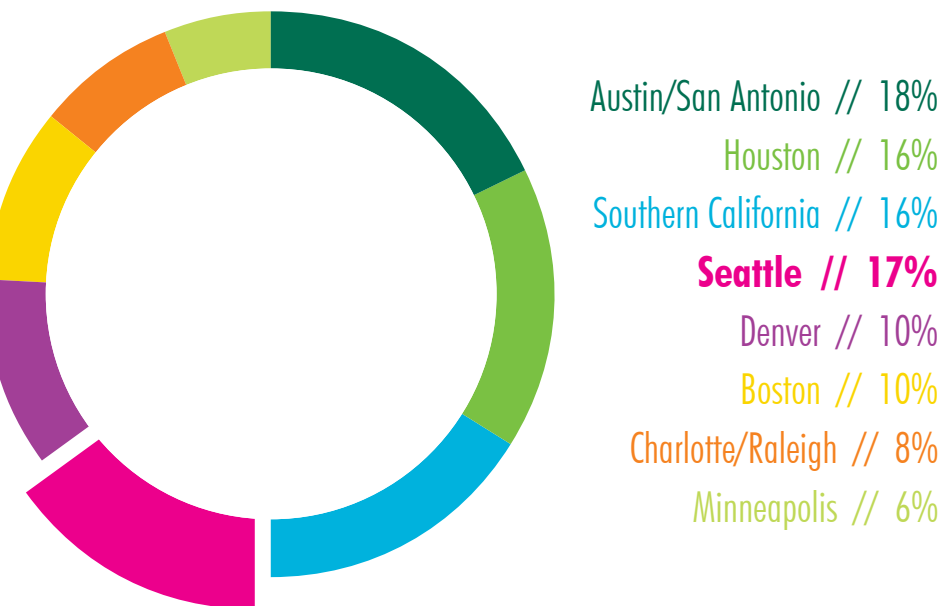 Austin/San Antonio // 18%
Houston // 16%
Southern California // 16%
Seattle // 17%
Denver // 10%
Boston // 10%
Charlotte/Raleigh // 8%
Minneapolis // 6%